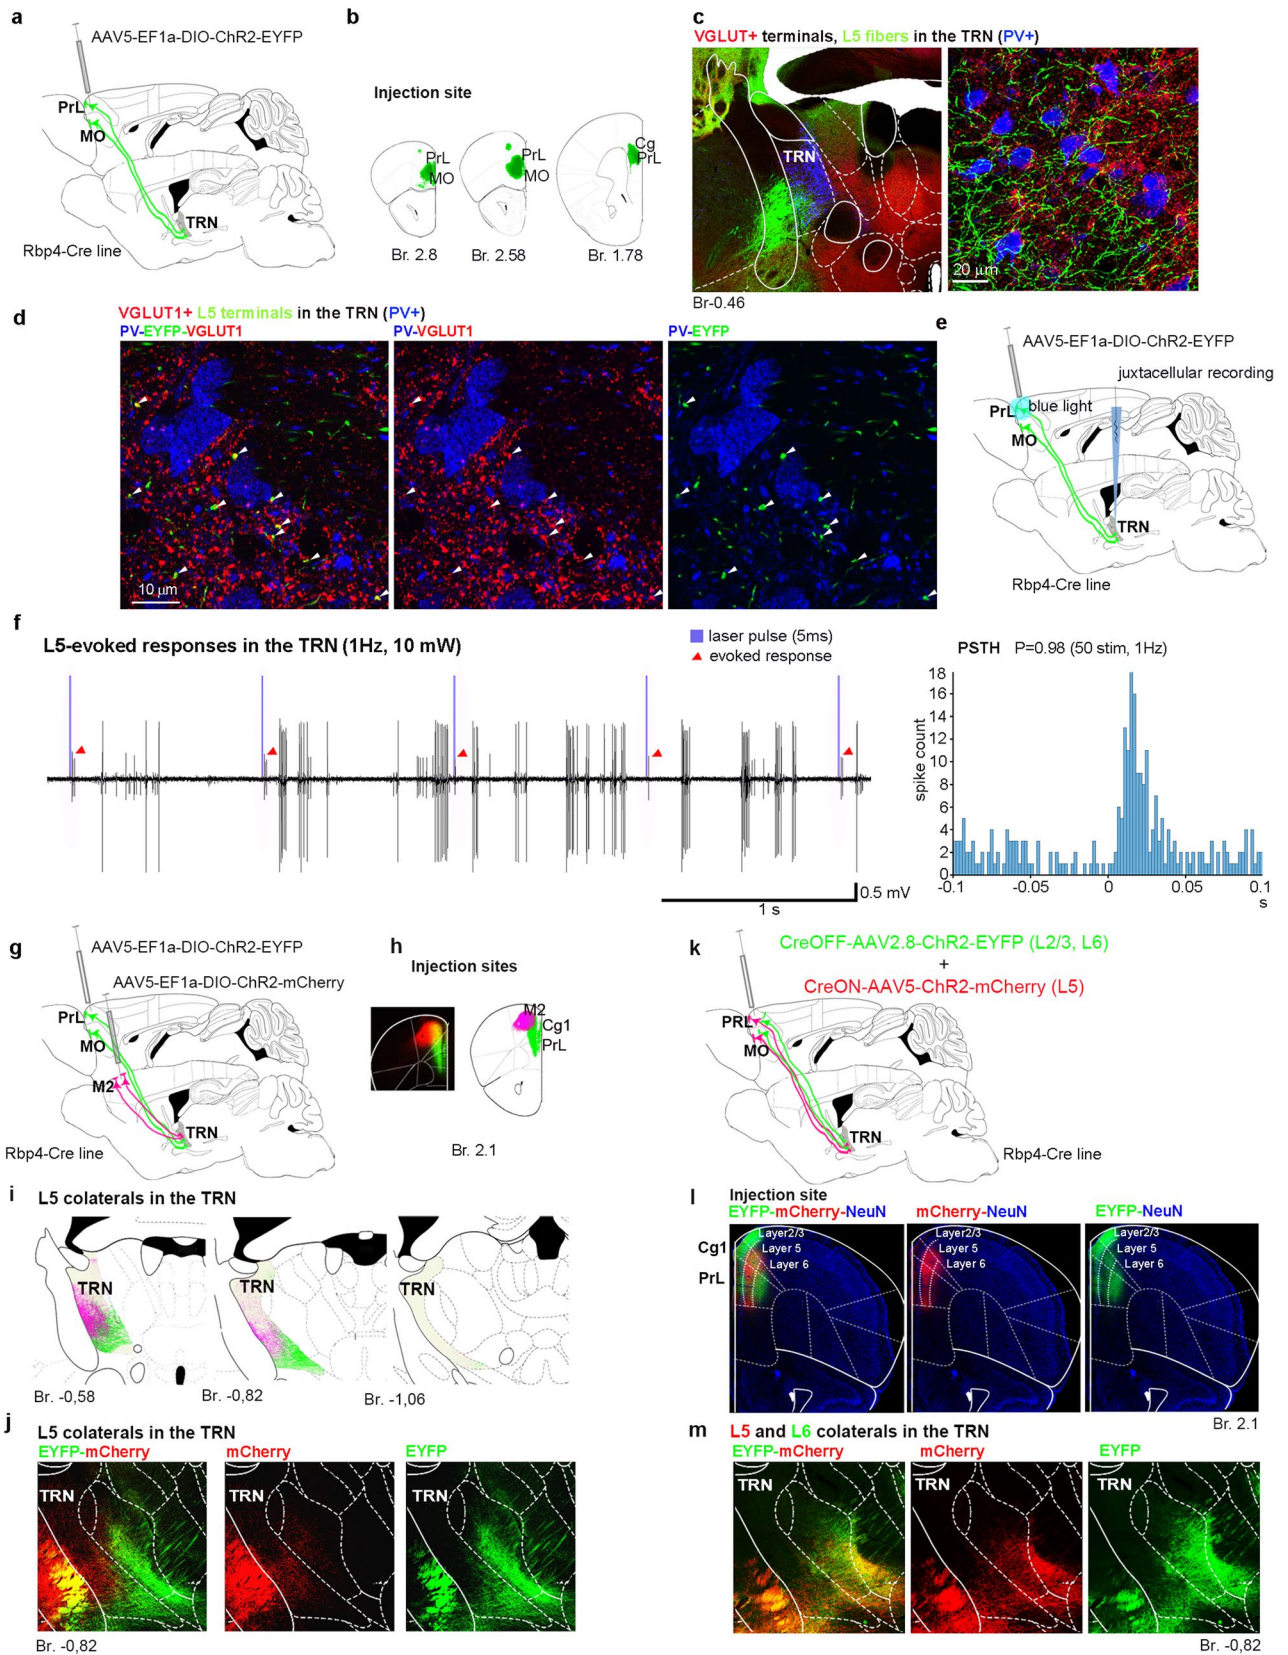 a
AAV5-EF1a-DIO-ChR2-EYFP
PrL
MO
TRN
Rbp4-Cre line
b
Injection site
PrL
MO
PrL
MO
Cg
PrL
Br. 2.8
Br. 2.58
Br. 1.78
c
VGLUT+ terminals, L5 fibers in the TRN (PV+)
TRN
20 μm
Br-0.46
d
VGLUT1+ L5 terminals in the TRN (PV+)
PV-EYFP-VGLUT1
PV-VGLUT1
PV-EYFP
10 μm
e
AAV5-EF1a-DIO-ChR2-EYFP
juxtacellular recording
PrL
blue light
MO
TRN
Rbp4-Cre line
f
L5-evoked responses in the TRN (1Hz, 10 mW)
laser pulse (5ms)
evoked response
0.5 mV
1 s
PSTH P=0.98 (50 stim, 1Hz)
spike count
18
16
14
12
10
8
6
4
2
0
-0.1
-0.05
0
0.05
0.1
s
g
AAV5-EF1a-DIO-ChR2-EYFP
AAV5-EF1a-DIO-ChR2-mCherry
PrL
MO
M2
TRN
Rbp4-Cre line
h
Injection sites
M2
Cg1
PrL
Br. 2.1
i
L5 colaterals in the TRN
TRN
TRN
TRN
Br. -0,58
Br. -0,82
Br. -1,06
j
L5 colaterals in the TRN
EYFP-mCherry
mCherry
EYFP
TRN
TRN
TRN
Br. -0,82
k
CreOFF-AAV2.8-ChR2-EYFP (L2/3, L6)
+
CreON-AAV5-ChR2-mCherry (L5)
PRL
MO
TRN
Rbp4-Cre line
l
Injection site
EYFP-mCherry-NeuN
mCherry-NeuN
EYFP-NeuN
Cg1
PrL
Layer2/3
Layer 5
Layer 6
Layer2/3
Layer 5
Layer 6
Layer2/3
Layer 5
Layer 6
Br. 2.1
m
L5 and L6 colaterals in the TRN
EYFP-mCherry
mCherry
EYFP
TRN
TRN
TRN
Br. -0,82